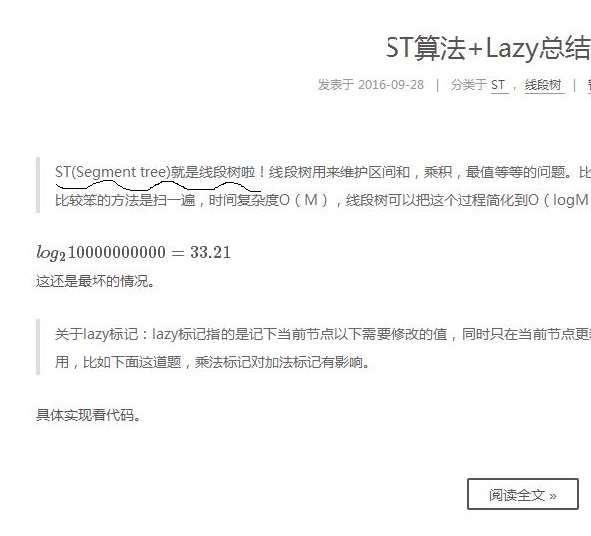 ST算法+Lazy总结
发表于 2016-09-28 | 分类于 ST , 线段树 |
ST(Segment tree)就是线段树啦！线段树用来维护区间和，乘积，最值等等的问题。比
比较笨的方法是扫一遍，时间复杂度O（M），线段树可以把这个过程简化到O（logM
log₂10000000000 = 33.21
这还是最坏的情况。
关于lazy标记：lazy标记指的是记下当前节点以下需要修改的值，同时只在当前节点更新
用，比如下面这道题，乘法标记对加法标记有影响。
具体实现看代码。
阅读全文 »